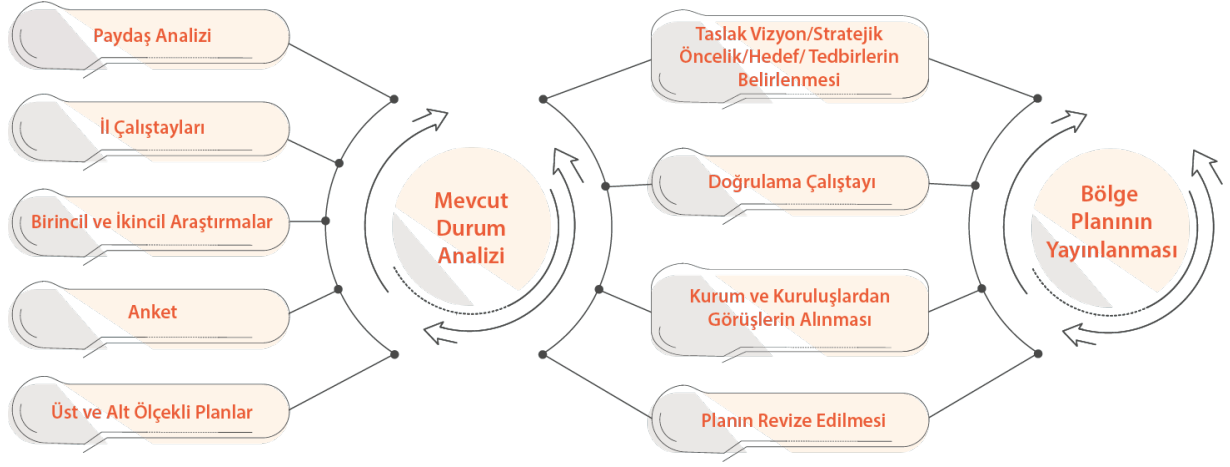 Paydaş Analizi
İl Çalıştayları
Birincil ve İkincil Araştırmalar
Anket
Üst ve Alt Ölçekli Planlar
Mevcut
Durum
Analizi
Taslak Vizyon/Stratejik
Öncelik/Hedef/ Tedbirlerin
Belirlenmesi
Doğrulama Çalıştayı
Kurum ve Kuruluşlardan
Görüşlerin Alınması
Planın Revize Edilmesi
Bölge
Planının
Yayınlanması